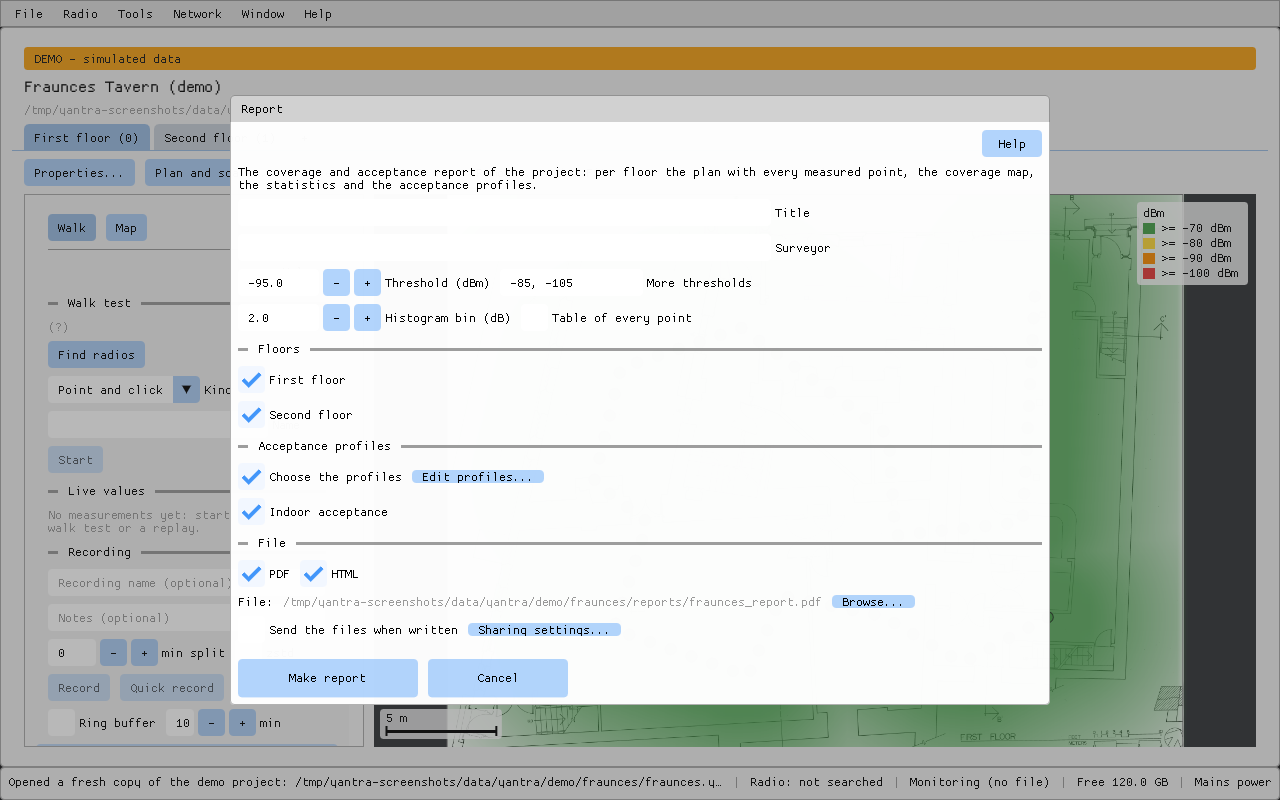 File Radio Tools Network Window Help
DEMO - simulated data
Fraunces Tavern (demo)
/tmp/yantra-screenshots/data/
First floor (0) Second
Properties... Plan and
Report
Help
The coverage and acceptance report of the project: per floor the plan with every measured point, the coverage map,
the statistics and the acceptance profiles.
Title
Surveyor
-95.0 - + Threshold (dBm) -85, -105 More thresholds
2.0 - + Histogram bin (dB) Table of every point
Floors
First floor
Second floor
Acceptance profiles
Choose the profiles Edit profiles...
Indoor acceptance
File
PDF HTML
File: /tmp/yantra-screenshots/data/yantra/demo/fraunces/reports/fraunces_report.pdf Browse...
Send the files when written Sharing settings...
Make report Cancel
Walk Map
Walk test
(?)
Find radios
Point and click ▼
Start
Live values
No measurements yet: start
walk test or a replay.
Recording
Recording name (optional)
Notes (optional)
0 - + min split
Record Quick record
Ring buffer 10 - + min
dBm
>= -70 dBm
>= -80 dBm
>= -90 dBm
>= -100 dBm
5 m
FIRST FLOOR
Opened a fresh copy of the demo project: /tmp/yantra-screenshots/data/yantra/demo/fraunces/fraunces.y… | Radio: not searched | Monitoring (no file) | Free 120.0 GB | Mains power